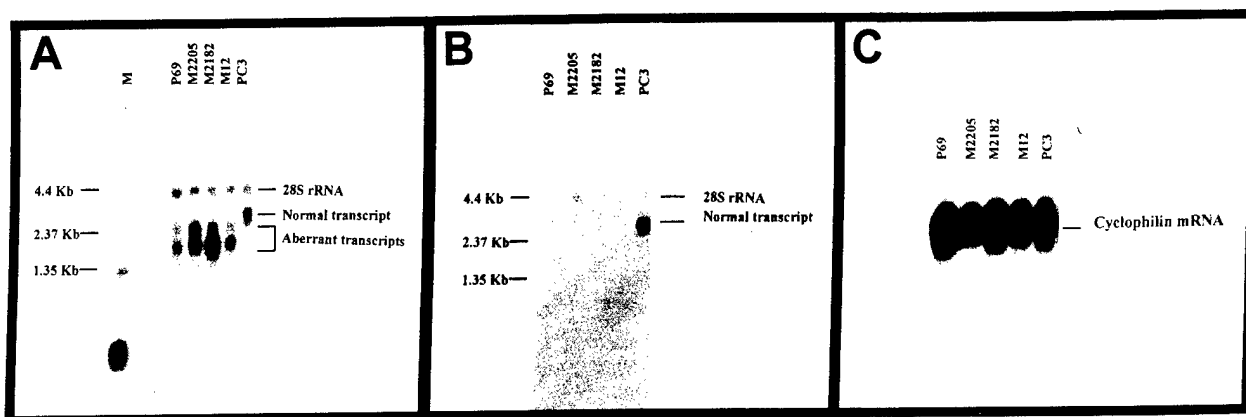 A
M
P69
M2205
M2182
M12
PC3
4.4 Kb
28S rRNA
Normal transcript
2.37 Kb
Aberrant transcripts
1.35 Kb
B
P69
M2205
M2182
M12
PC3
4.4 Kb
28S rRNA
Normal transcript
2.37 Kb
1.35 Kb
C
P69
M2205
M2182
M12
PC3
Cyclophilin mRNA